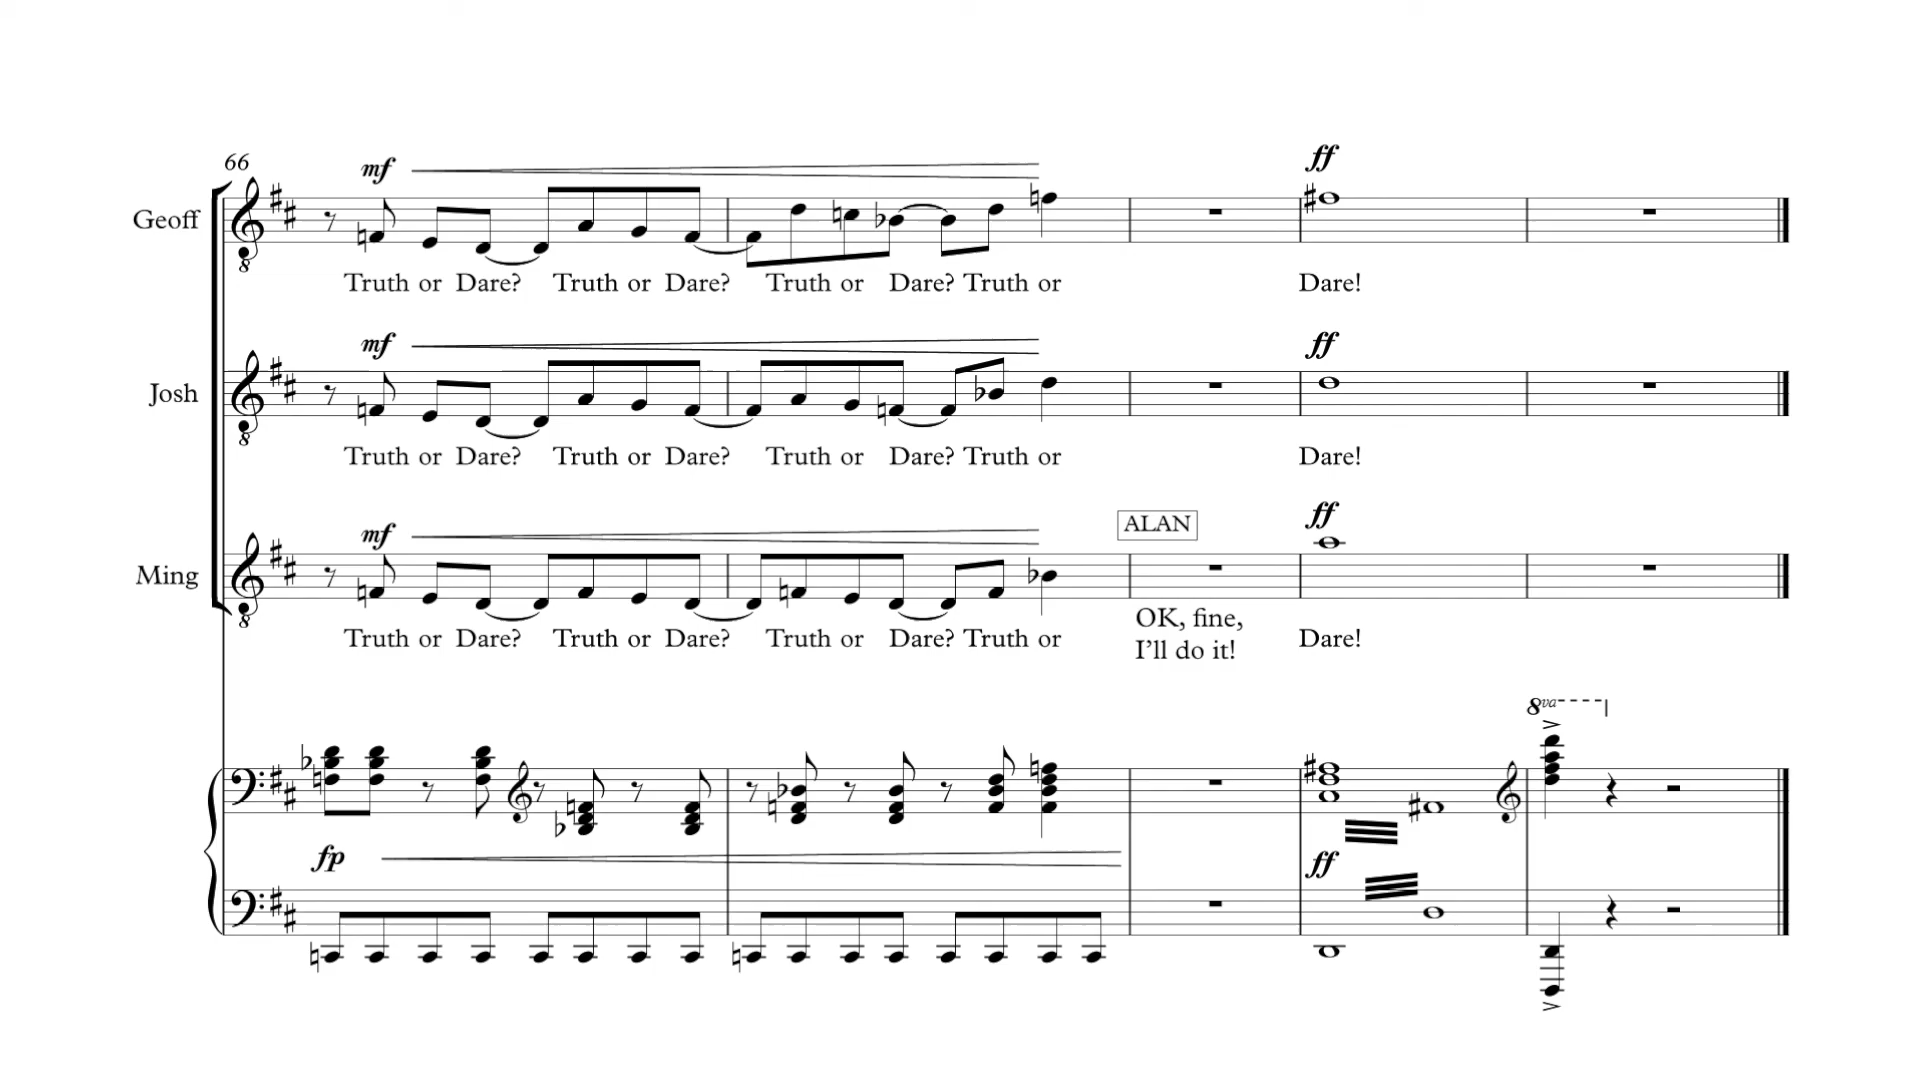 66
mf
ff
Geoff
Truth or Dare? Truth or Dare? Truth or Dare? Truth or Dare!
mf
ff
Josh
Truth or Dare? Truth or Dare? Truth or Dare? Truth or Dare!
mf
ALAN
ff
Ming
OK, fine,
I'll do it!
Truth or Dare? Truth or Dare? Truth or Dare? Truth or Dare!
8va
fp
ff